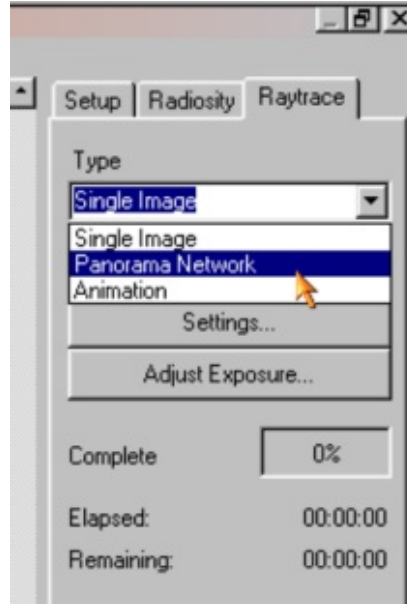 Setup Radiosity Raytrace
Type
Single Image
Single Image
Panorama Network
Animation
Settings...
Adjust Exposure...
Complete 0%
Elapsed: 00:00:00
Remaining: 00:00:00